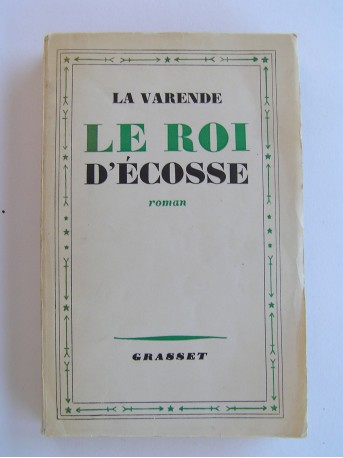 LA VARENDE
LE ROI
D'ÉCOSSE
roman
GRASSET